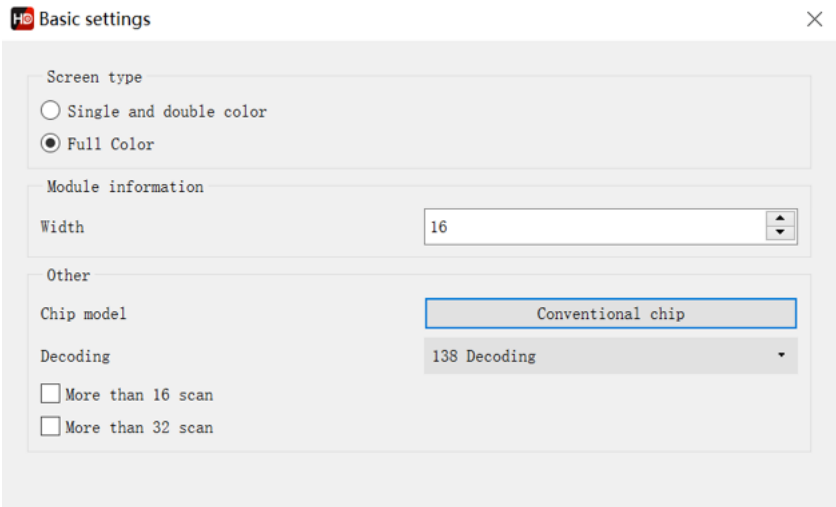 HD Basic settings
Screen type
Single and double color
Full Color
Module information
Width 16
Other
Chip model Conventional chip
Decoding 138 Decoding
More than 16 scan
More than 32 scan